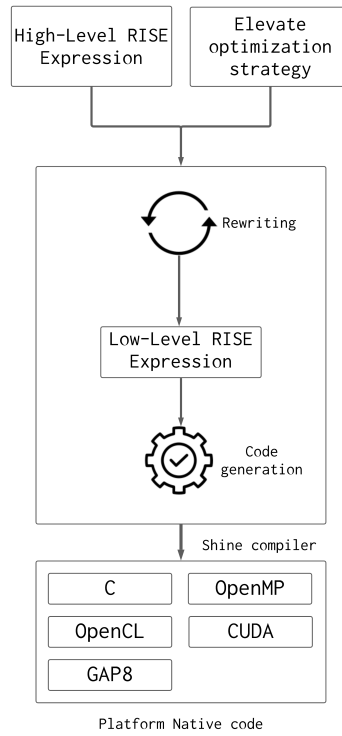 High-Level RISE
Expression
Elevate
optimization
strategy
Rewriting
Low-Level RISE
Expression
Code
generation
Shine compiler
C
OpenMP
OpenCL
CUDA
GAP8
Platform Native code